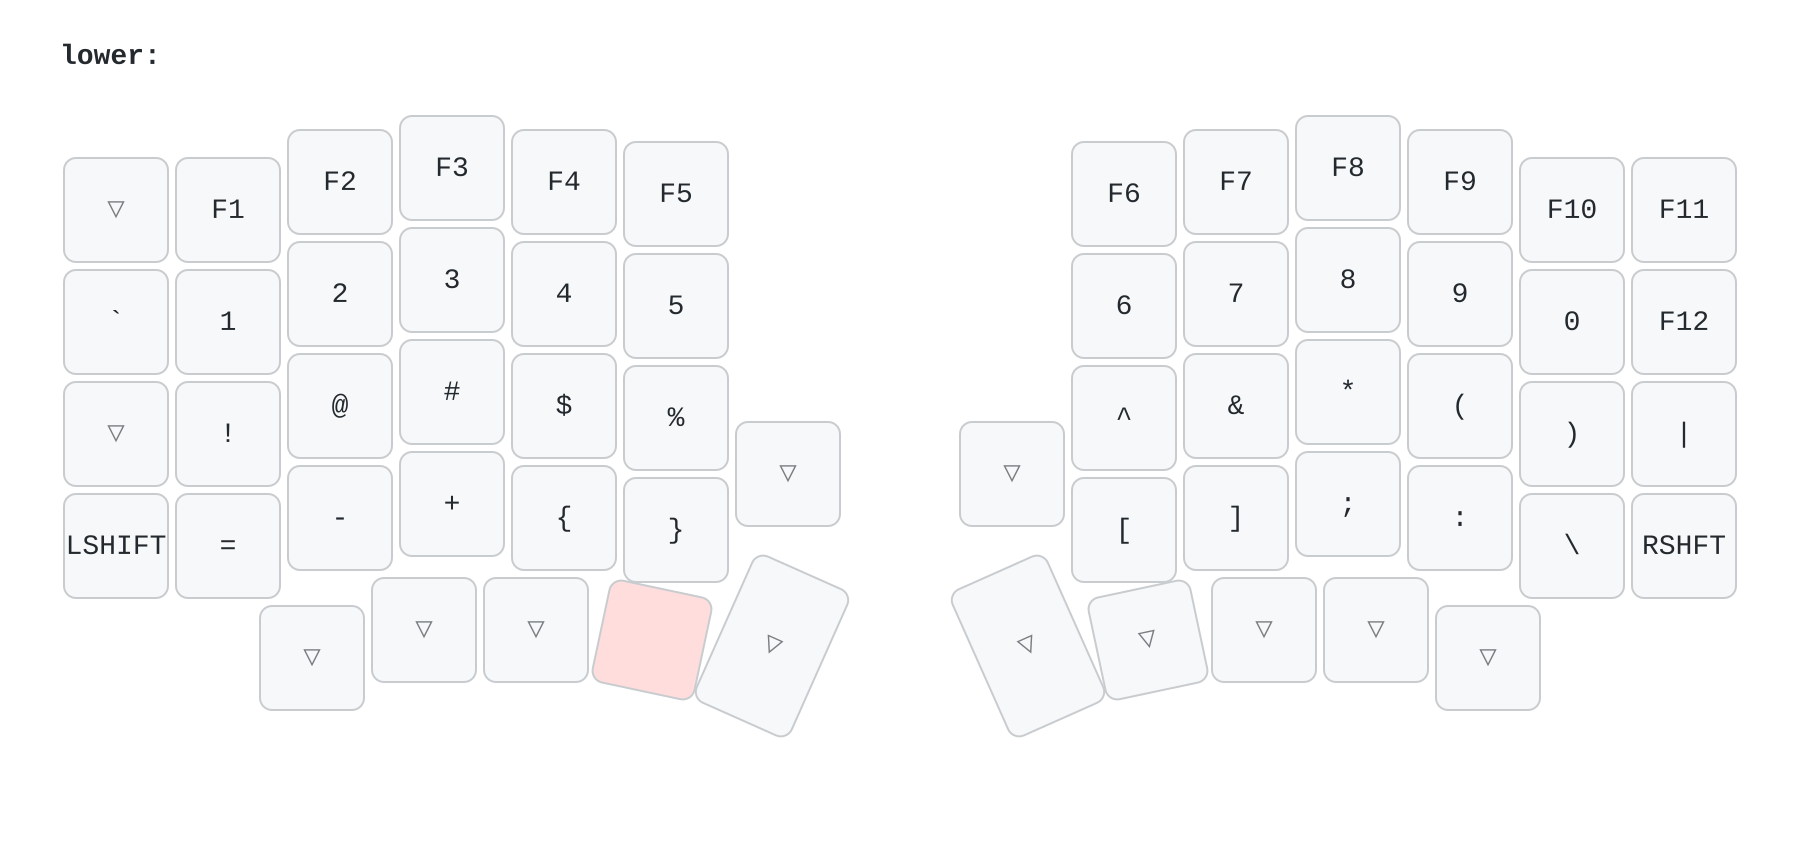 lower:
▽ F1 F2 F3 F4 F5 F6 F7 F8 F9 F10 F11
` 1 2 3 4 5 6 7 8 9 0 F12
▽ ! @ # $ % ^ & * ( ) |
LSHIFT = - + { } ▽ ▽ [ ] ; : \ RSHFT
▽ ▽ ▽ ▽ ▽ ▽ ▽ ▽ ▽